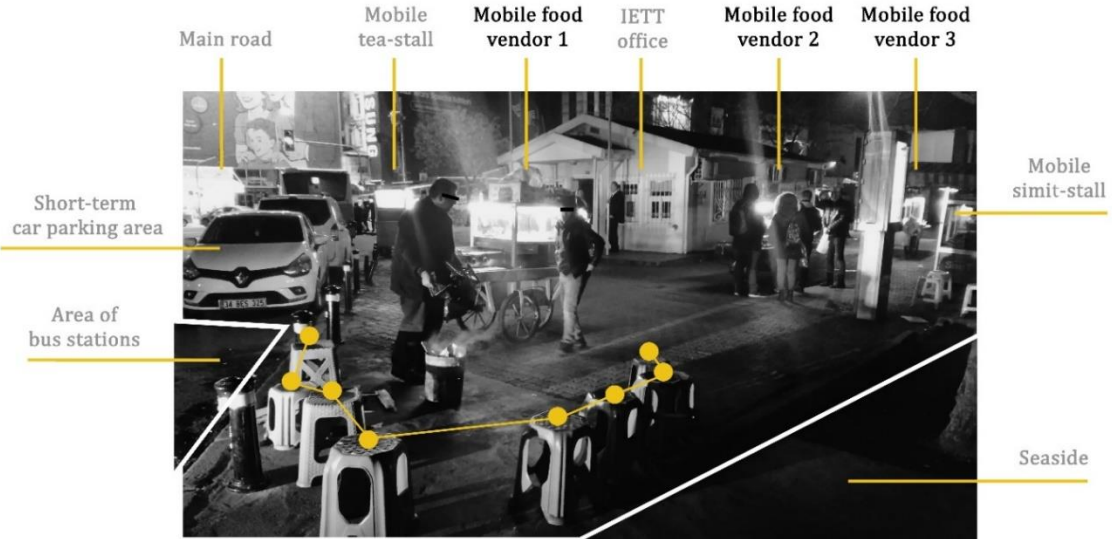 Main road
Mobile
tea-stall
Mobile food
vendor 1
IETT
office
Mobile food
vendor 2
Mobile food
vendor 3
Mobile
simit-stall
Short-term
car parking area
Area of
bus stations
Seaside
SUNG